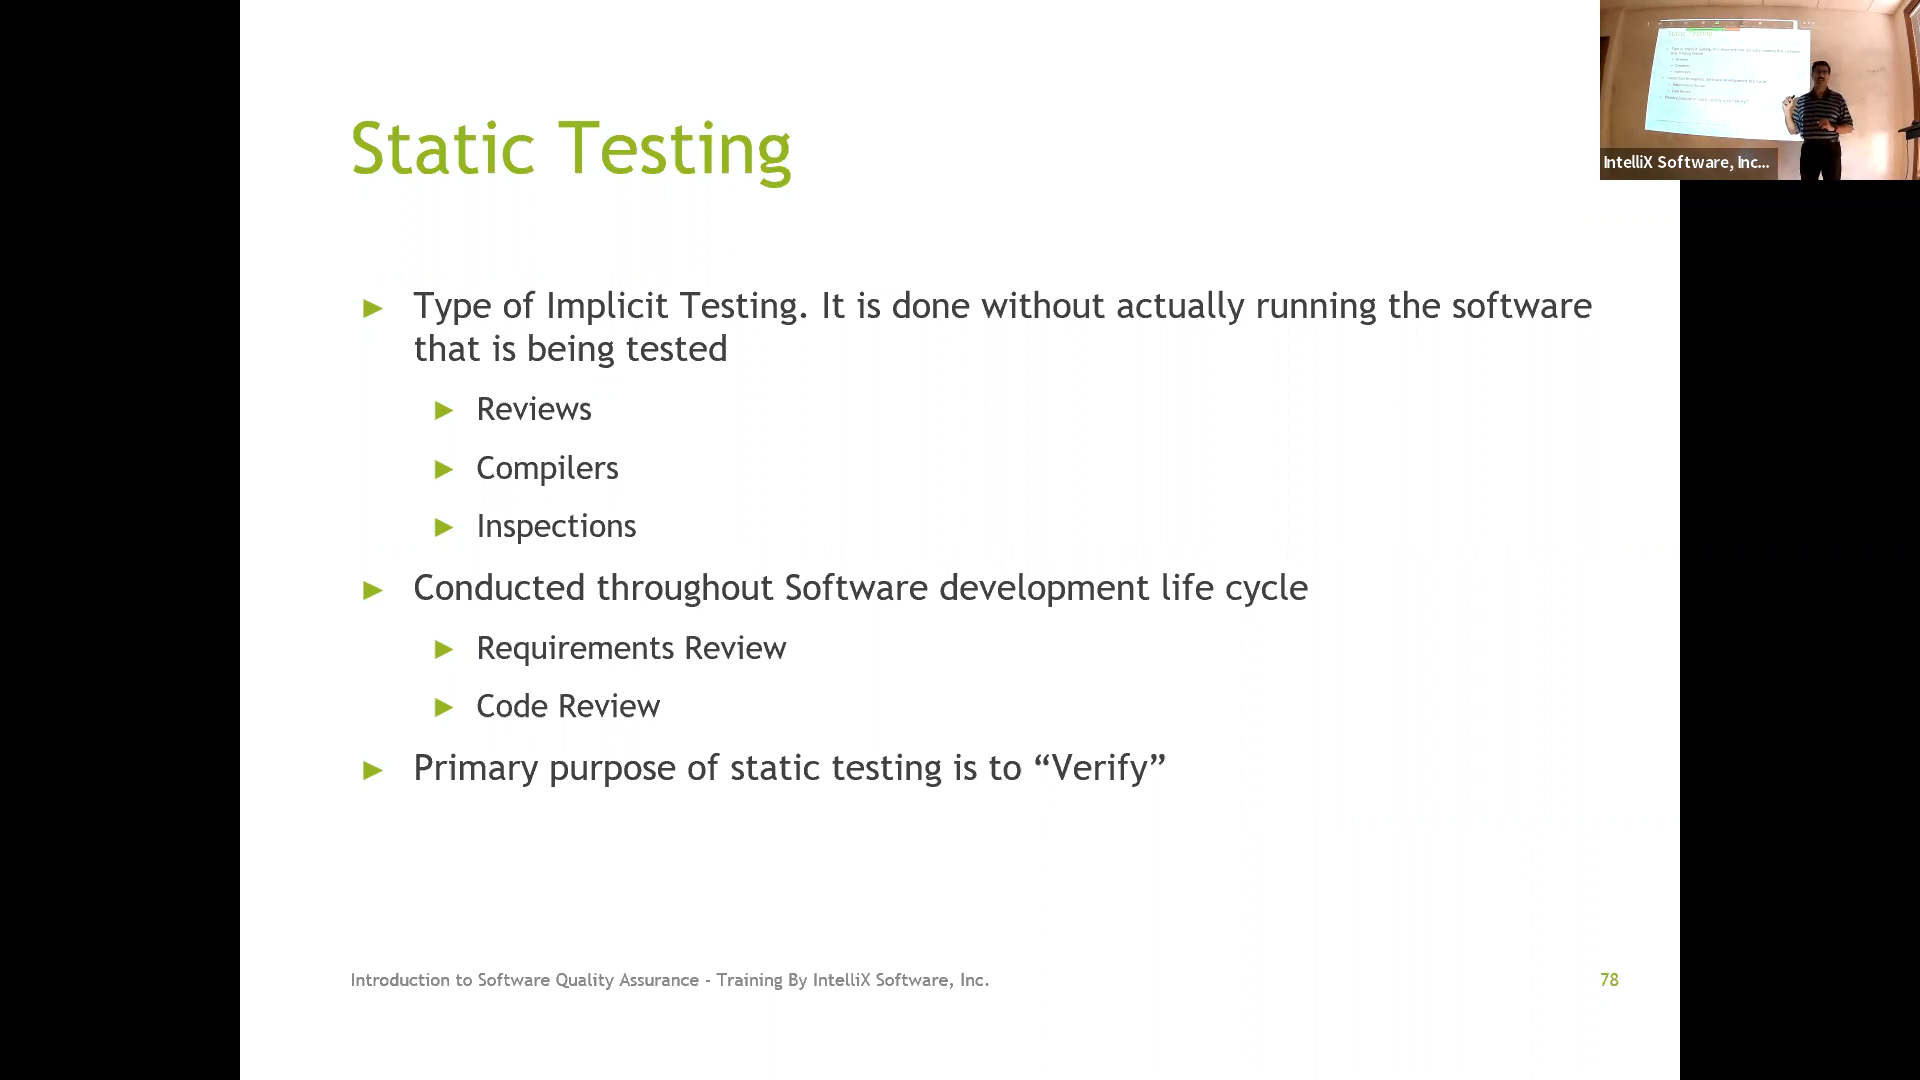 Static Testing
► Type of Implicit Testing. It is done without actually running the software
that is being tested
► Reviews
► Compilers
► Inspections
► Conducted throughout Software development life cycle
► Requirements Review
► Code Review
► Primary purpose of static testing is to “Verify”
Introduction to Software Quality Assurance - Training By IntelliX Software, Inc.
78
IntelliX Software, Inc...